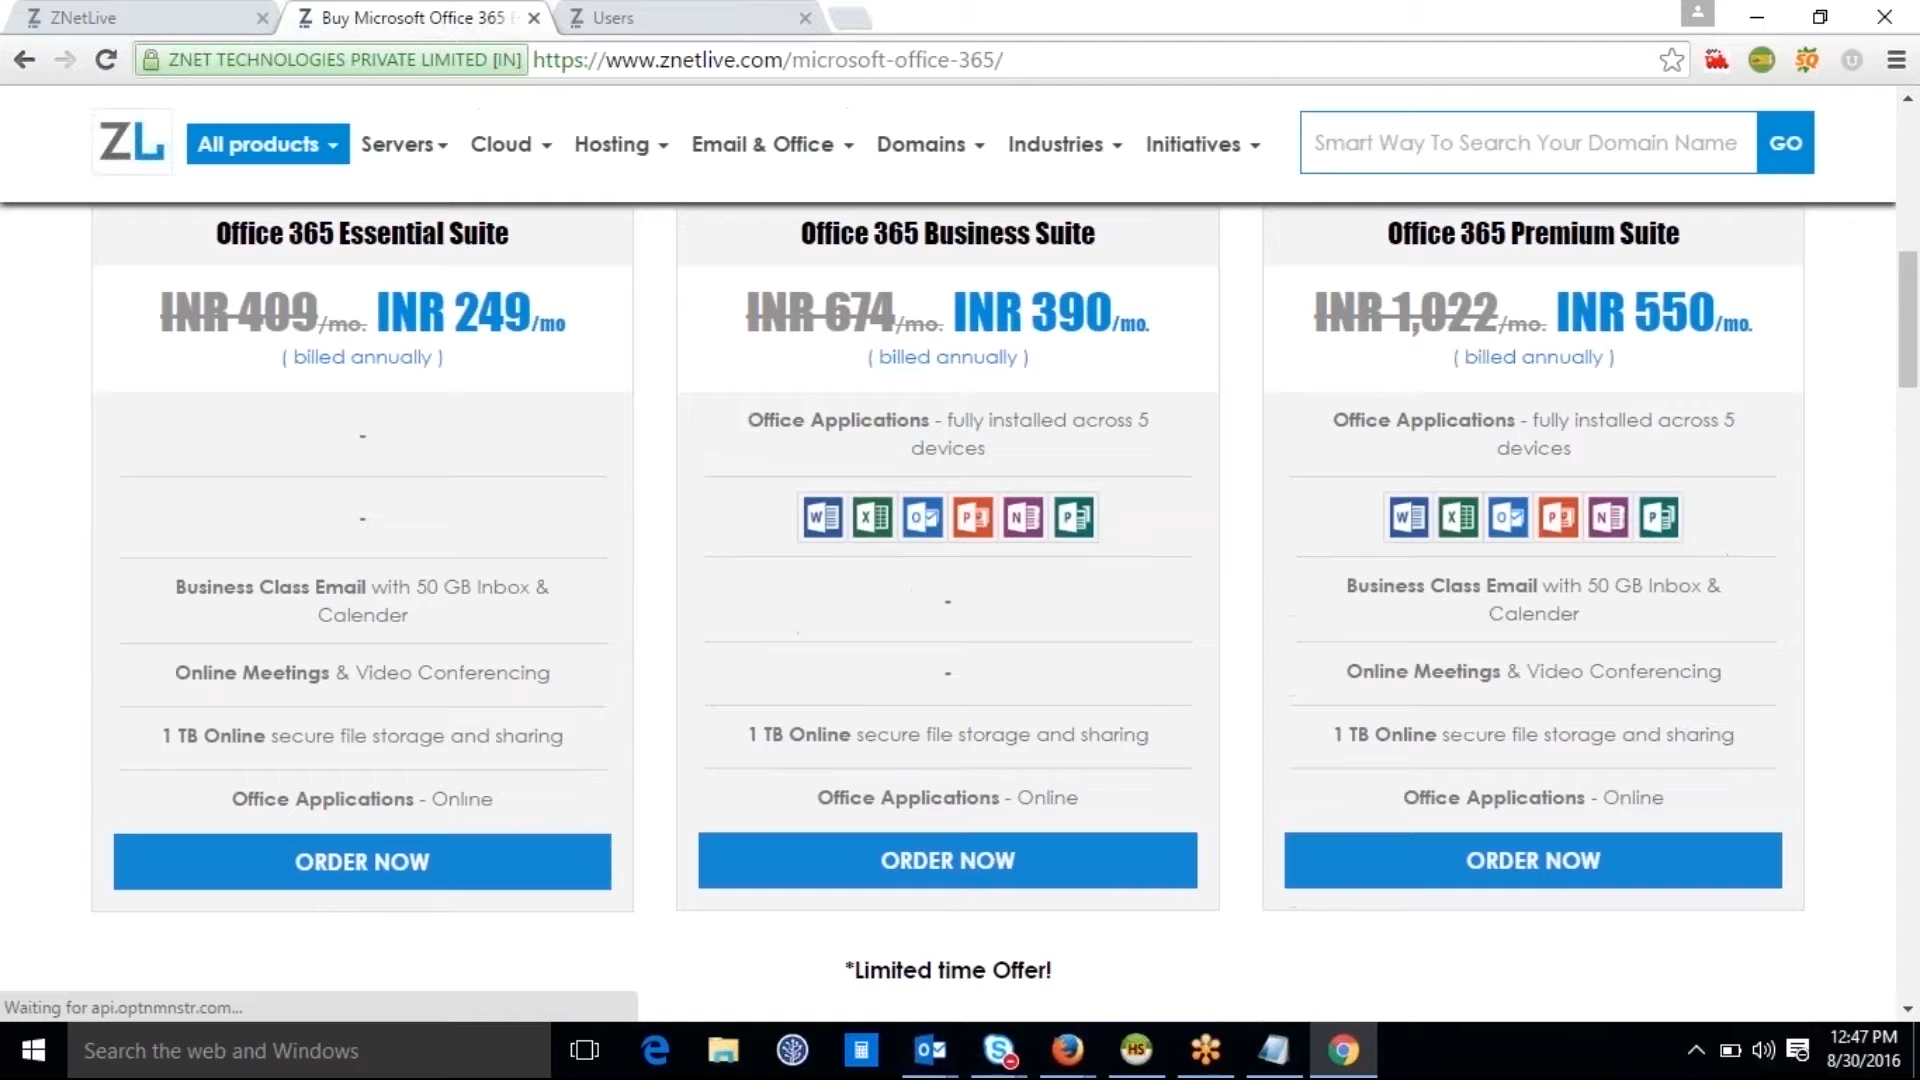 ZNetLive
Buy Microsoft Office 365 E
Users
ZNET TECHNOLOGIES PRIVATE LIMITED [IN]
https://www.znetlive.com/microsoft-office-365/
ZL
All products
Servers
Cloud
Hosting
Email & Office
Domains
Industries
Initiatives
Smart Way To Search Your Domain Name
GO
Office 365 Essential Suite
INR 409/mo. INR 249/mo
( billed annually )
-
-
Business Class Email with 50 GB Inbox &
Calender
Online Meetings & Video Conferencing
1 TB Online secure file storage and sharing
Office Applications - Online
ORDER NOW
Office 365 Business Suite
INR 674/mo. INR 390/mo.
( billed annually )
Office Applications - fully installed across 5
devices
-
-
1 TB Online secure file storage and sharing
Office Applications - Online
ORDER NOW
Office 365 Premium Suite
INR 1,022/mo. INR 550/mo.
( billed annually )
Office Applications - fully installed across 5
devices
Business Class Email with 50 GB Inbox &
Calender
Online Meetings & Video Conferencing
1 TB Online secure file storage and sharing
Office Applications - Online
ORDER NOW
*Limited time Offer!
Waiting for api.optnmnstr.com...
Search the web and Windows
12:47 PM
8/30/2016